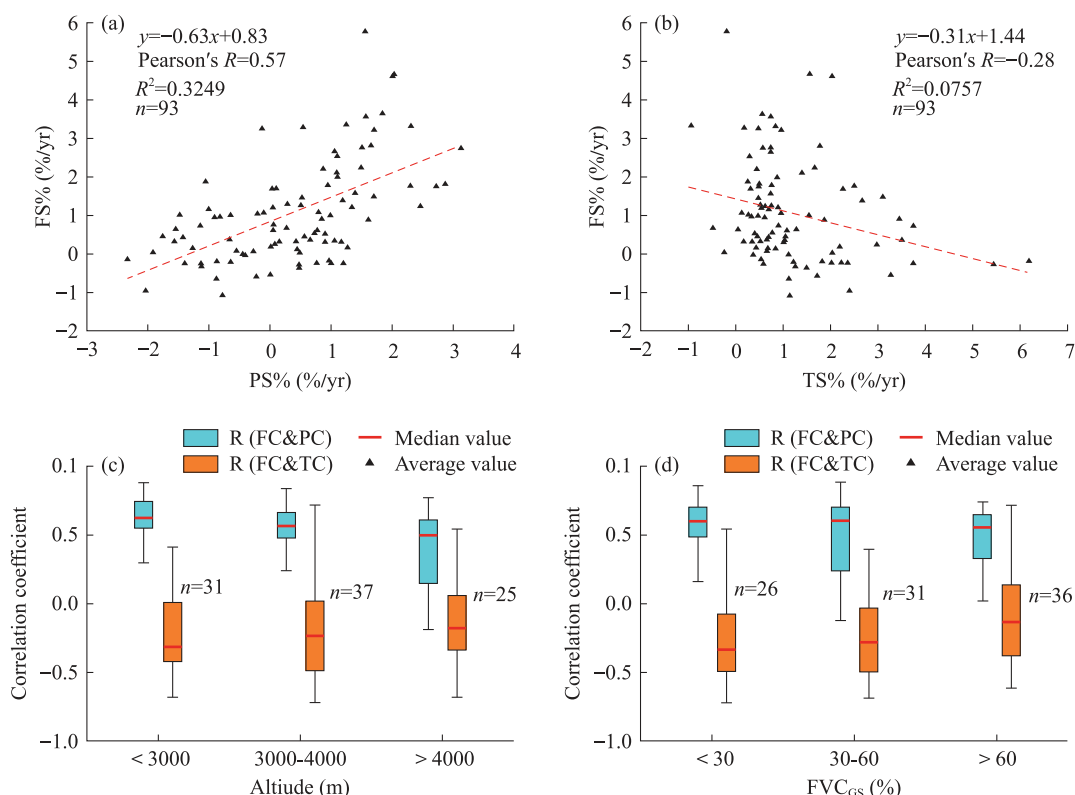 (a)
y=−0.63x+0.83
Pearson's R=0.57
R²=0.3249
n=93
6
5
4
3
2
1
0
−1
−2
FS% (%/yr)
−3 −2 −1 0 1 2 3 4
PS% (%/yr)
(b)
y=−0.31x+1.44
Pearson's R=−0.28
R²=0.0757
n=93
6
5
4
3
2
1
0
−1
−2
FS% (%/yr)
−3 −2 −1 0 1 2 3 4 5 6 7
TS% (%/yr)
R (FC&PC) Median value
R (FC&TC) Average value
(c)
0.1
0.5
0.0
−0.5
−1.0
Correlation coefficient
n=31
n=37
n=25
< 3000 3000-4000 > 4000
Altiude (m)
R (FC&PC) Median value
R (FC&TC) Average value
(d)
0.1
0.5
0.0
−0.5
−1.0
Correlation coefficient
n=26
n=31
n=36
< 30 30-60 > 60
FVC_GS (%)